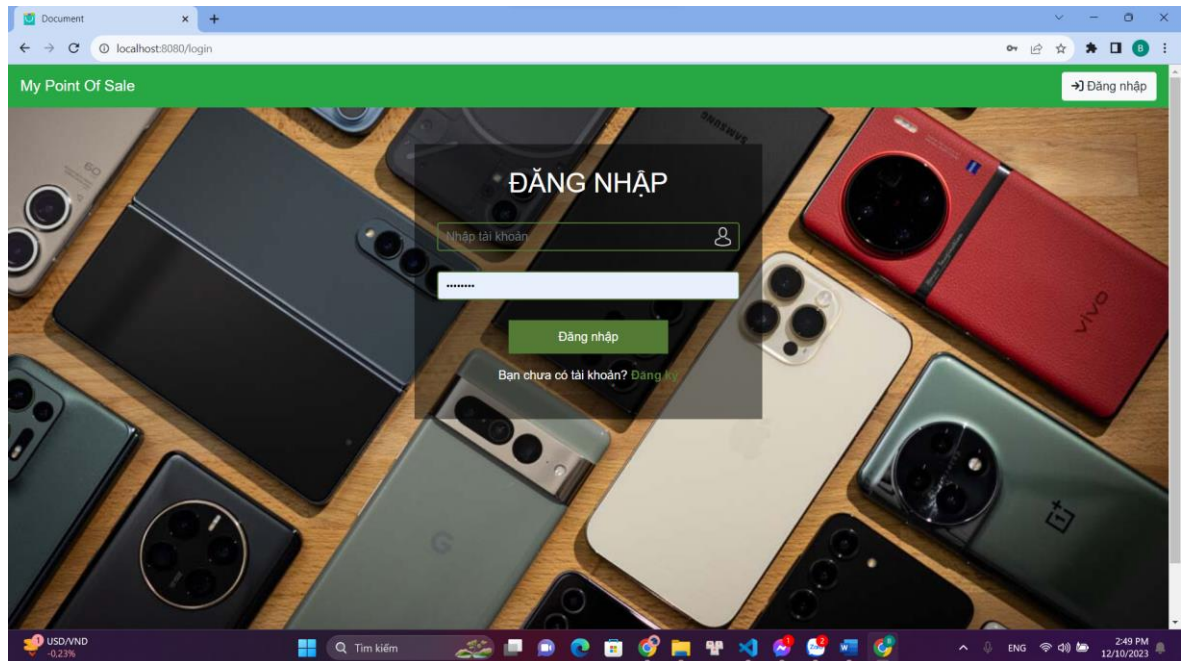 Document
localhost:8080/login
B
My Point Of Sale
Đăng nhập
60
SAMSUNG
ĐĂNG NHẬP
Nhập tài khoản
••••••••
Đăng nhập
Bạn chưa có tài khoản? Đăng ký
vivo
G
1
USD/VND
-0,23%
Tìm kiếm
ENG
2:49 PM
12/10/2023